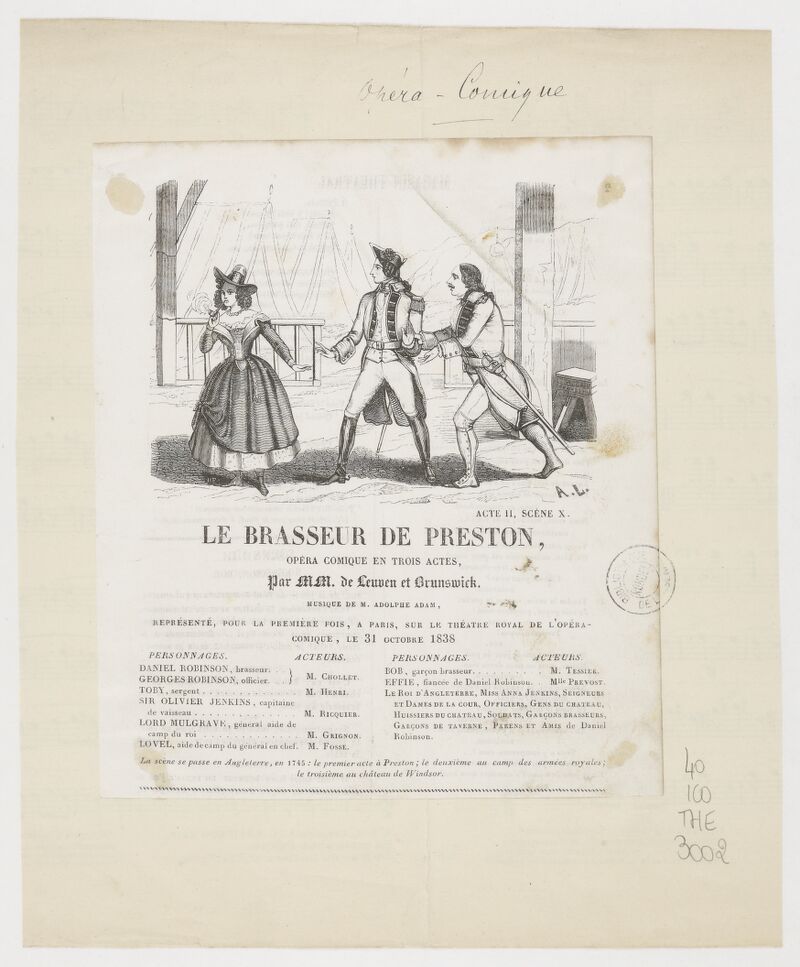 Opéra-Comique
A.L.
ACTE II, SCÈNE X.
LE BRASSEUR DE PRESTON,
OPÉRA COMIQUE EN TROIS ACTES,
Par MM. de Leuven et Brunswick.
MUSIQUE DE M. ADOLPHE ADAM,
REPRÉSENTÉ, POUR LA PREMIÈRE FOIS, A PARIS, SUR LE THÉATRE ROYAL DE L'OPÉRA-
COMIQUE, LE 31 OCTOBRE 1838
PERSONNAGES. ACTEURS.
DANIEL ROBINSON, brasseur. . }
GEORGES ROBINSON, officier. . } M. CHOLLET.
TOBY, sergent . . . . . . . . . . . . . M. HENRI.
SIR OLIVIER JENKINS, capitaine
de vaisseau . . . . . . . . . . . . . M. RICQUIER.
LORD MULGRAVE, général aide de
camp du roi . . . . . . . . . . . . M. GRIGNON.
LOVEL, aide de camp du général en chef. M. FOSSE.
PERSONNAGES. ACTEURS.
BOB, garçon brasseur. . . . . . . . . M. TESSIER.
EFFIE, fiancée de Daniel Robinson. . Mlle PREVOST.
LE ROI D'ANGLETERRE, MISS ANNA JENKINS, SEIGNEURS
ET DAMES DE LA COUR, OFFICIERS, GENS DU CHATEAU,
HUISSIERS DU CHATEAU, SOLDATS, GARÇONS BRASSEURS,
GARÇONS DE TAVERNE, PARENS ET AMIS de Daniel
Robinson.
La scène se passe en Angleterre, en 1745 : le premier acte à Preston; le deuxième au camp des armées royales;
le troisième au château de Windsor.
40
100
THE
3002